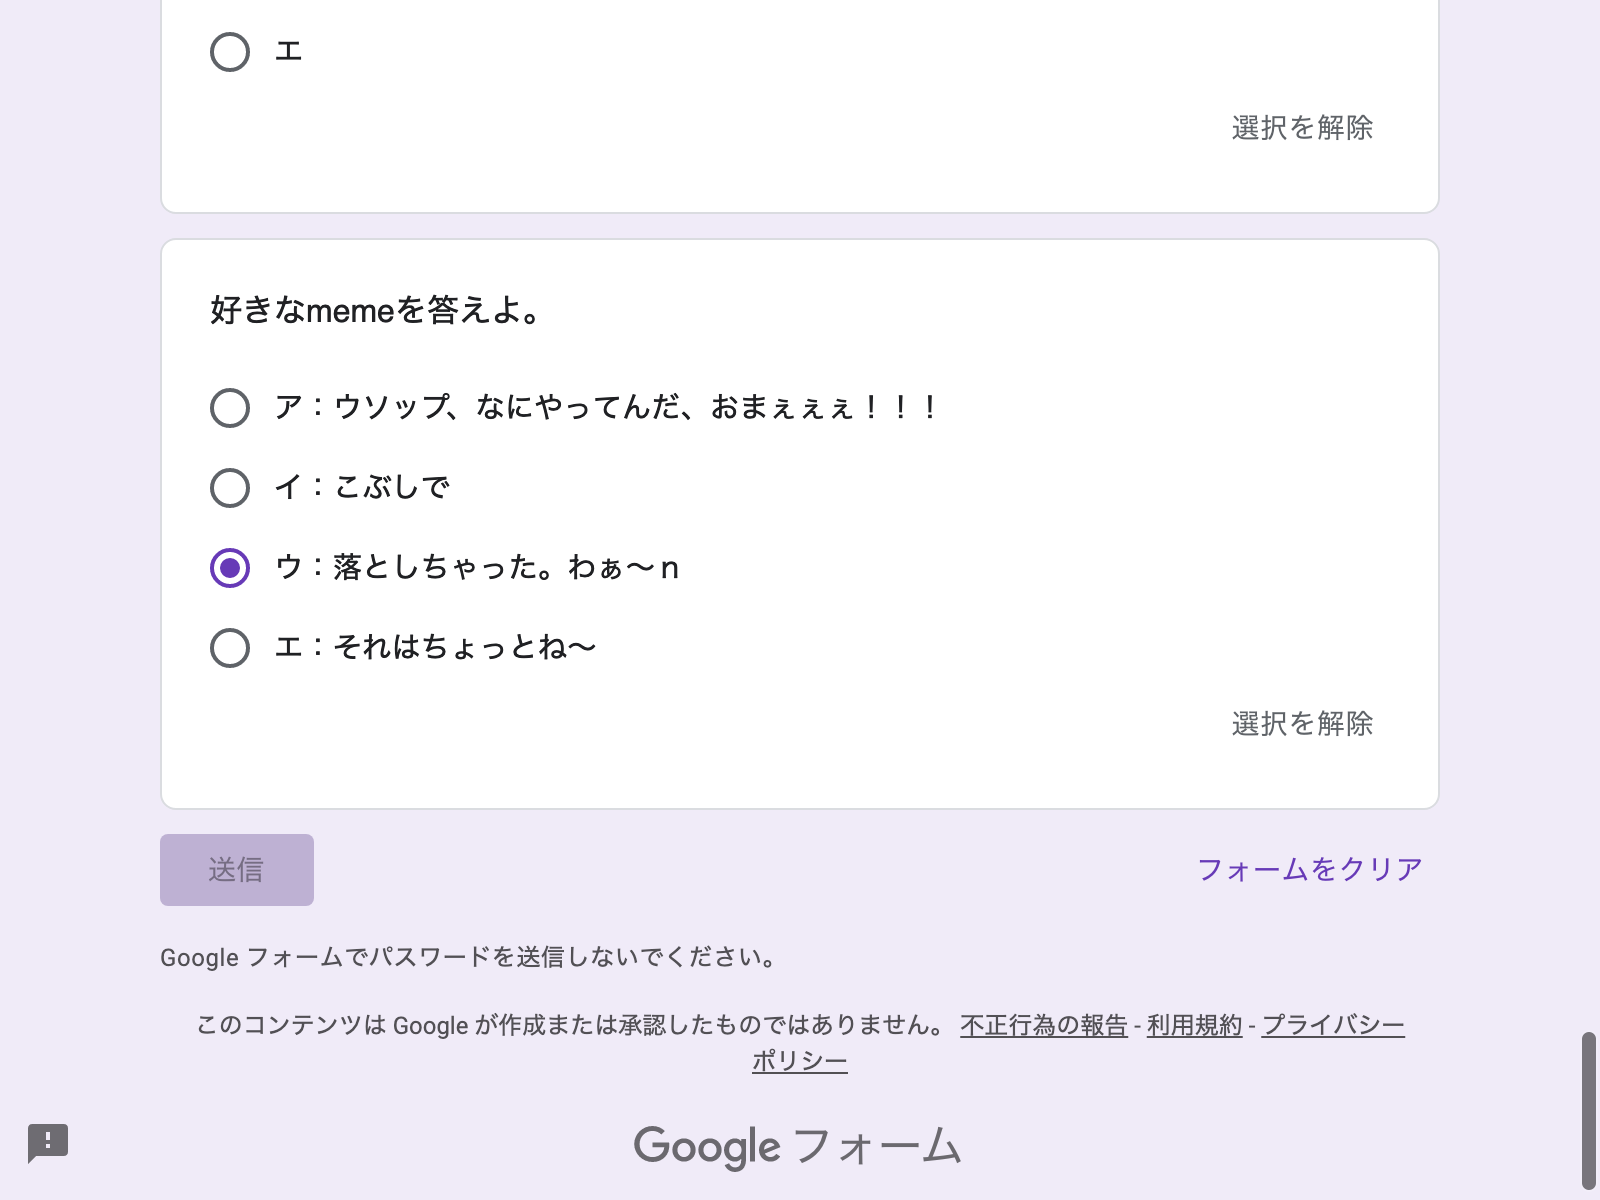 エ
選択を解除
好きなmemeを答えよ。
ア：ウソップ、なにやってんだ、おまぇぇぇ！！！
イ：こぶしで
ウ：落としちゃった。わぁ〜n
エ：それはちょっとね〜
選択を解除
送信
フォームをクリア
Google フォームでパスワードを送信しないでください。
このコンテンツは Google が作成または承認したものではありません。 不正行為の報告 - 利用規約 - プライバシー
ポリシー
Google フォーム